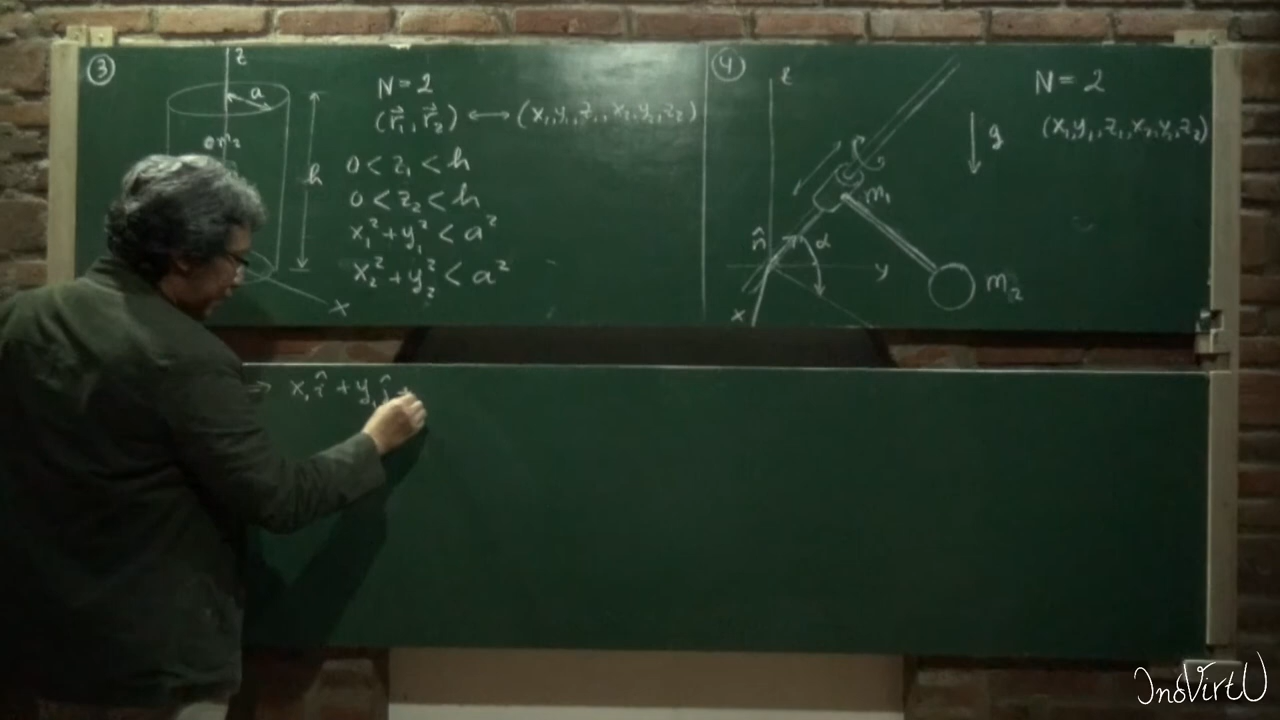 ③
z
a
om₂
h
x
N = 2
(r⃗₁, r⃗₂) ⟷ (x₁,y₁,z₁,x₂,y₂,z₂)
0 < z₁ < h
0 < z₂ < h
x₁² + y₁² < a²
x₂² + y₂² < a²
④
z
N = 2
(x₁,y₁,z₁,x₂,y₂,z₂)
g
m₁
n̂
α
y
m₂
x
⇒ x₁î + y₁ĵ +
InoVirtU